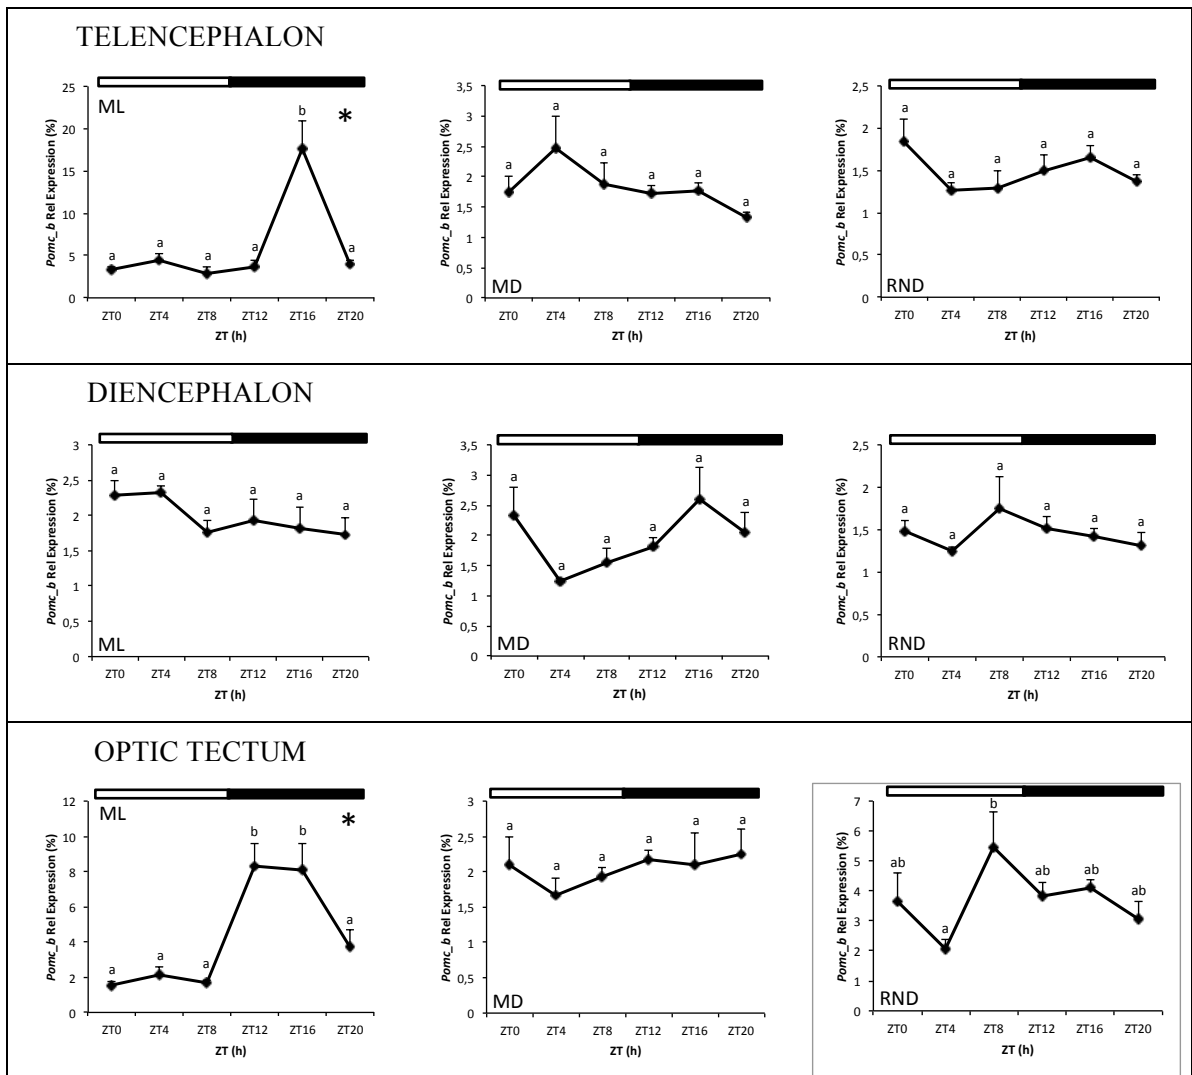 TELENCEPHALON
ML
*
Pomc_b Rel Expression (%)
25
20
15
10
5
0
a
a
a
a
b
a
ZT0 ZT4 ZT8 ZT12 ZT16 ZT20
ZT (h)
Pomc_b Rel Expression (%)
3,5
3
2,5
2
1,5
1
0,5
0
a
a
a
a
a
a
MD
ZT0 ZT4 ZT8 ZT12 ZT16 ZT20
ZT (h)
Pomc_b Rel Expression (%)
2,5
2
1,5
1
0,5
0
a
a
a
a
a
a
RND
ZT0 ZT4 ZT8 ZT12 ZT16 ZT20
ZT (h)
DIENCEPHALON
Pomc_b Rel Expression (%)
3
2,5
2
1,5
1
0,5
0
a
a
a
a
a
a
ML
ZT0 ZT4 ZT8 ZT12 ZT16 ZT20
ZT (h)
Pomc_b Rel Expression (%)
3,5
3
2,5
2
1,5
1
0,5
0
a
a
a
a
a
a
MD
ZT0 ZT4 ZT8 ZT12 ZT16 ZT20
ZT (h)
Pomc_b Rel Expression (%)
2,5
2
1,5
1
0,5
0
a
a
a
a
a
a
RND
ZT0 ZT4 ZT8 ZT12 ZT16 ZT20
ZT (h)
OPTIC TECTUM
ML
*
Pomc_b Rel Expression (%)
12
10
8
6
4
2
0
a
a
a
b
b
a
ZT0 ZT4 ZT8 ZT12 ZT16 ZT20
ZT (h)
Pomc_b Rel Expression (%)
3
2,5
2
1,5
1
0,5
0
a
a
a
a
a
a
MD
ZT0 ZT4 ZT8 ZT12 ZT16 ZT20
ZT (h)
Pomc_b Rel Expression (%)
7
6
5
4
3
2
1
0
ab
a
b
ab
ab
ab
RND
ZT0 ZT4 ZT8 ZT12 ZT16 ZT20
ZT (h)